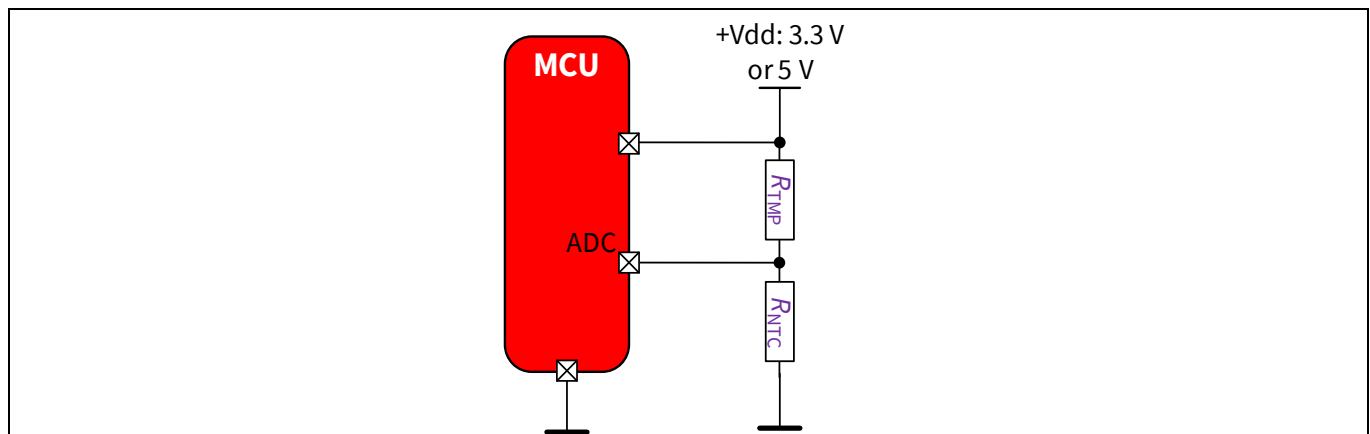 +Vdd: 3.3 V
or 5 V
MCU
RTMP
ADC
RNTC